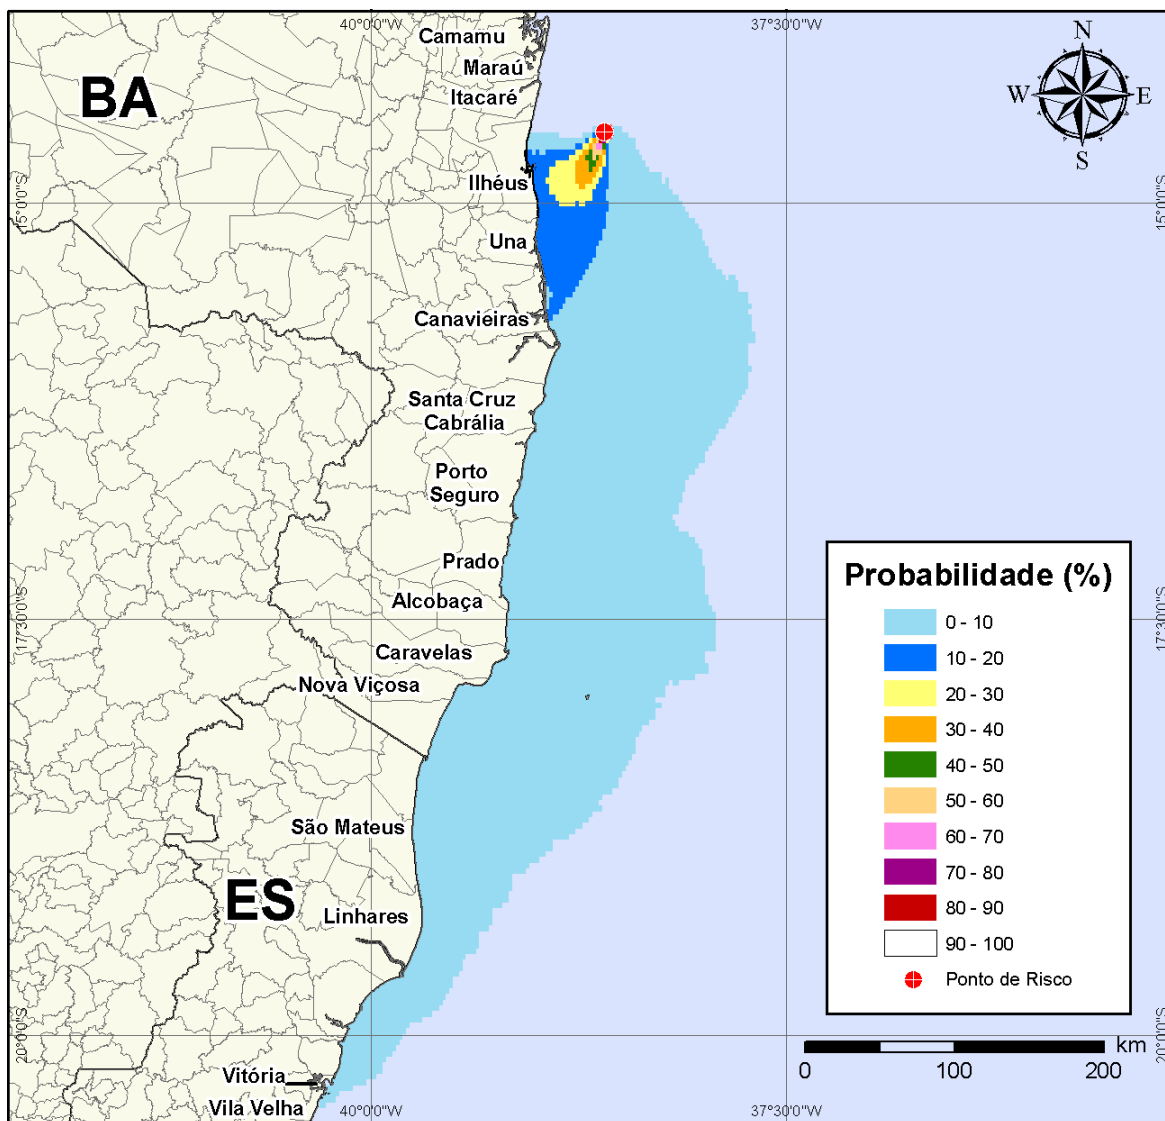 40°0'0"W
37°30'0"W
Camamu
Maraú
Itacaré
BA
N
W
E
S
Ilhéus
15°0'0"S
15°0'0"S
Una
Canavieiras
Santa Cruz
Cabrália
Porto
Seguro
Prado
Alcobaça
17°30'0"S
17°30'0"S
Caravelas
Nova Viçosa
São Mateus
ES
Linhares
Probabilidade (%)
0 - 10
10 - 20
20 - 30
30 - 40
40 - 50
50 - 60
60 - 70
70 - 80
80 - 90
90 - 100
Ponto de Risco
20°0'0"S
20°0'0"S
km
0
100
200
Vitória
Vila Velha
40°0'0"W
37°30'0"W